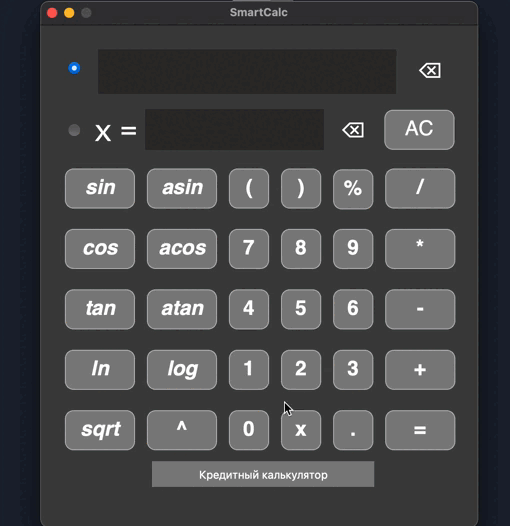 SmartCalc
x =
AC
sin asin ( ) % /
cos acos 7 8 9 *
tan atan 4 5 6 -
ln log 1 2 3 +
sqrt ^ 0 x . =
Кредитный калькулятор